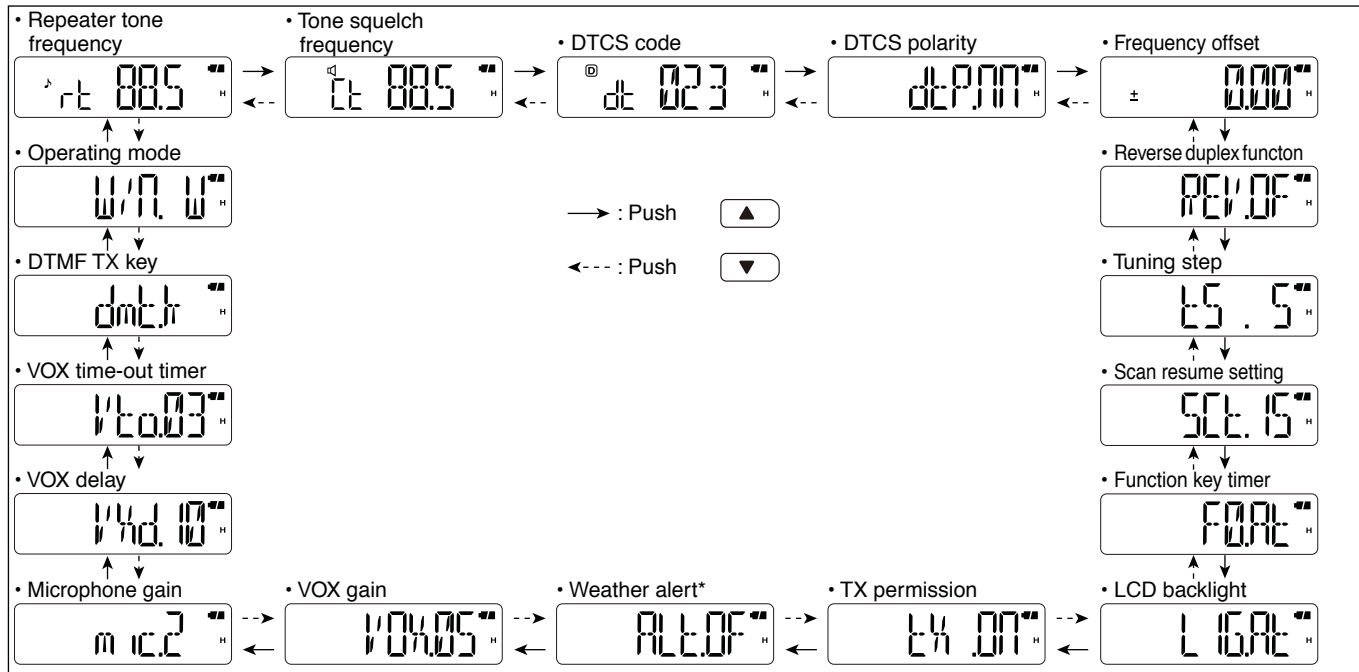 • Repeater tone
frequency
• Tone squelch
frequency
• DTCS code
• DTCS polarity
• Frequency offset
♪ rt 88.5 H
Ct 88.5 H
D dt 023 H
dtP.NN H
± 0.00 H
• Operating mode
• Reverse duplex functon
W/N. W H
REV.OF H
→ : Push ▲
• DTMF TX key
• Tuning step
dmt.k H
tS . 5 H
<--- : Push ▼
• VOX time-out timer
• Scan resume setting
Vto.03 H
SCt. 15 H
• VOX delay
• Function key timer
VXd. 10 H
F0.At H
• Microphone gain
• VOX gain
• Weather alert*
• TX permission
• LCD backlight
mic.2 H
VOX.05 H
ALt.OF H
tX .ON H
LIG.At H